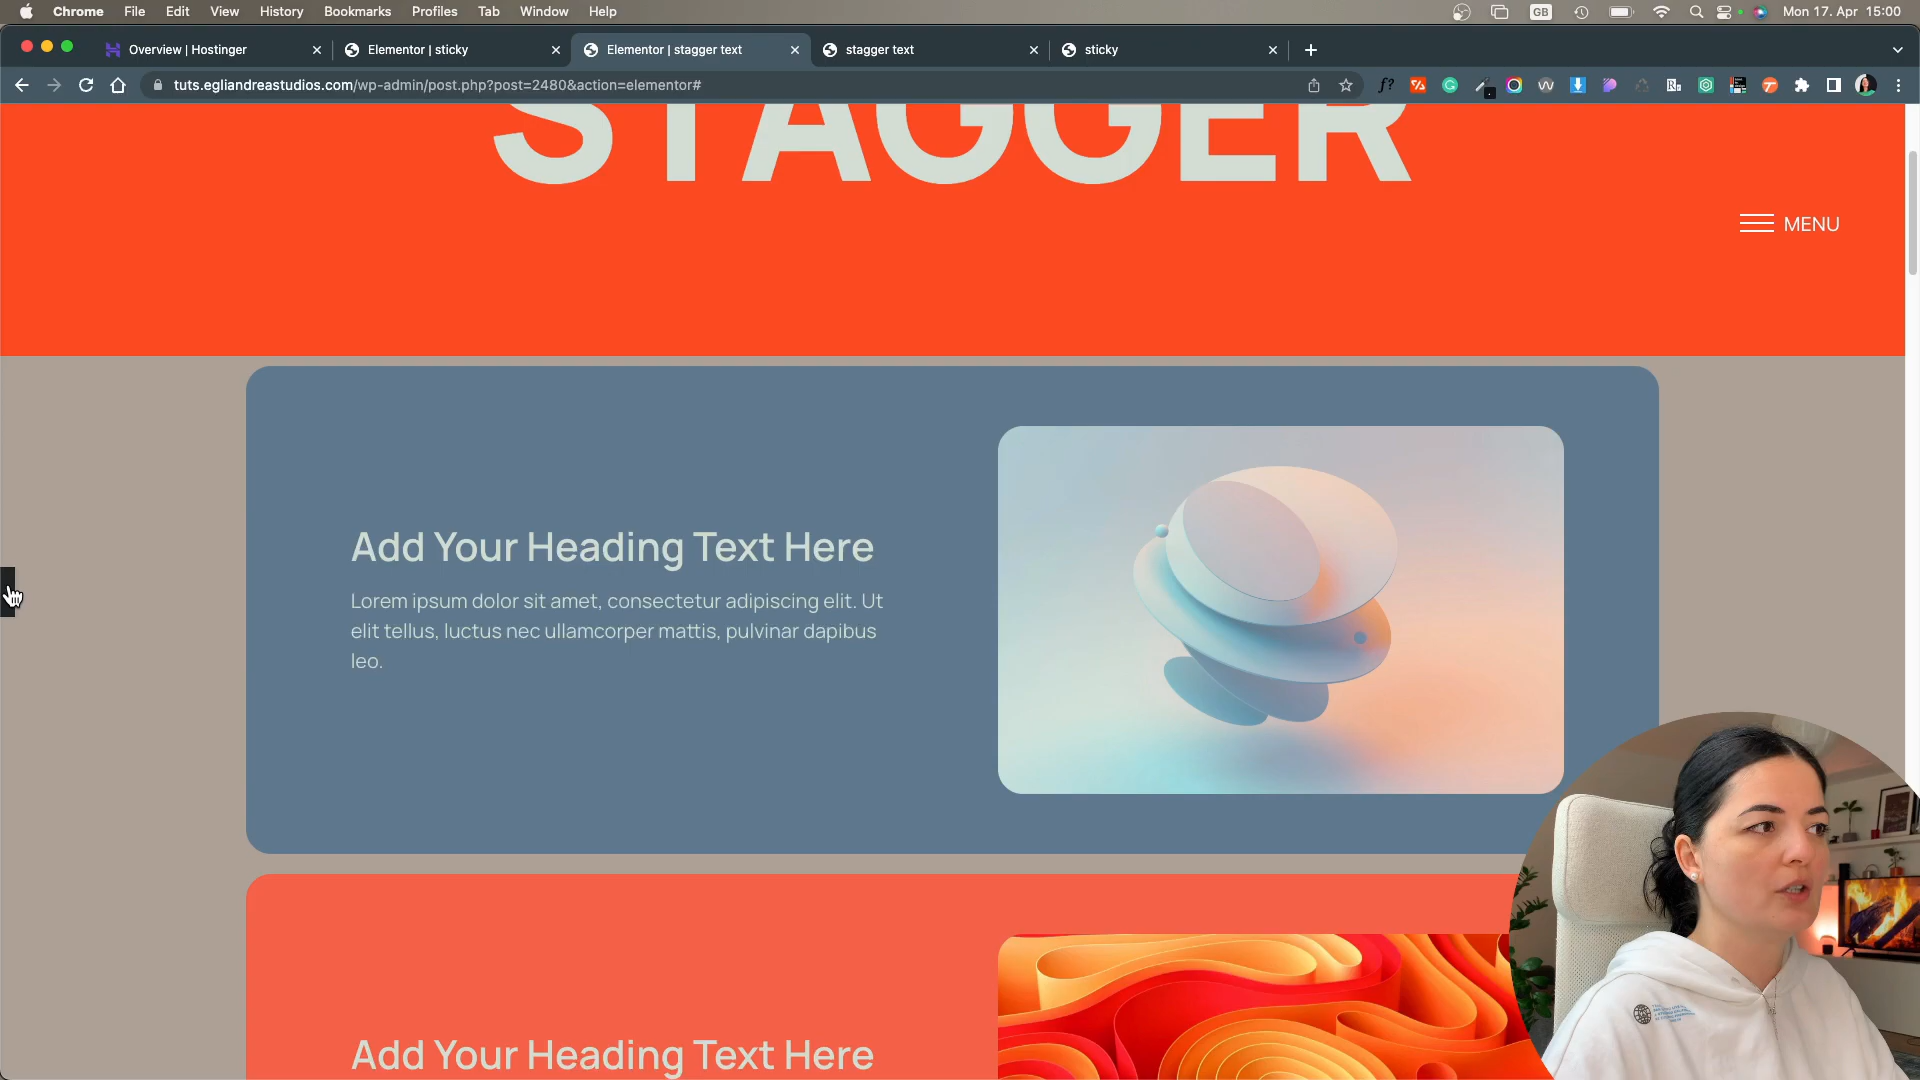 Chrome File Edit View History Bookmarks Profiles Tab Window Help
GB Mon 17. Apr 15:00
Overview | Hostinger
Elementor | sticky
Elementor | stagger text
stagger text
sticky
tuts.egliandreastudios.com/wp-admin/post.php?post=2480&action=elementor#
STAGGER
MENU
Add Your Heading Text Here
Lorem ipsum dolor sit amet, consectetur adipiscing elit. Ut
elit tellus, luctus nec ullamcorper mattis, pulvinar dapibus
leo.
Add Your Heading Text Here